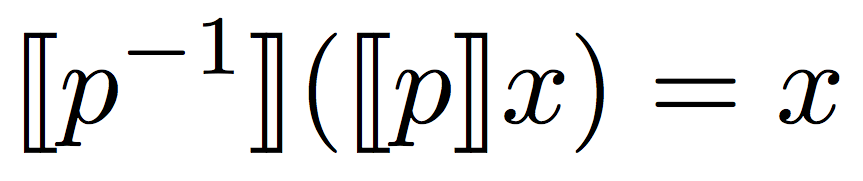 ⟦p⁻¹⟧(⟦p⟧x) = x